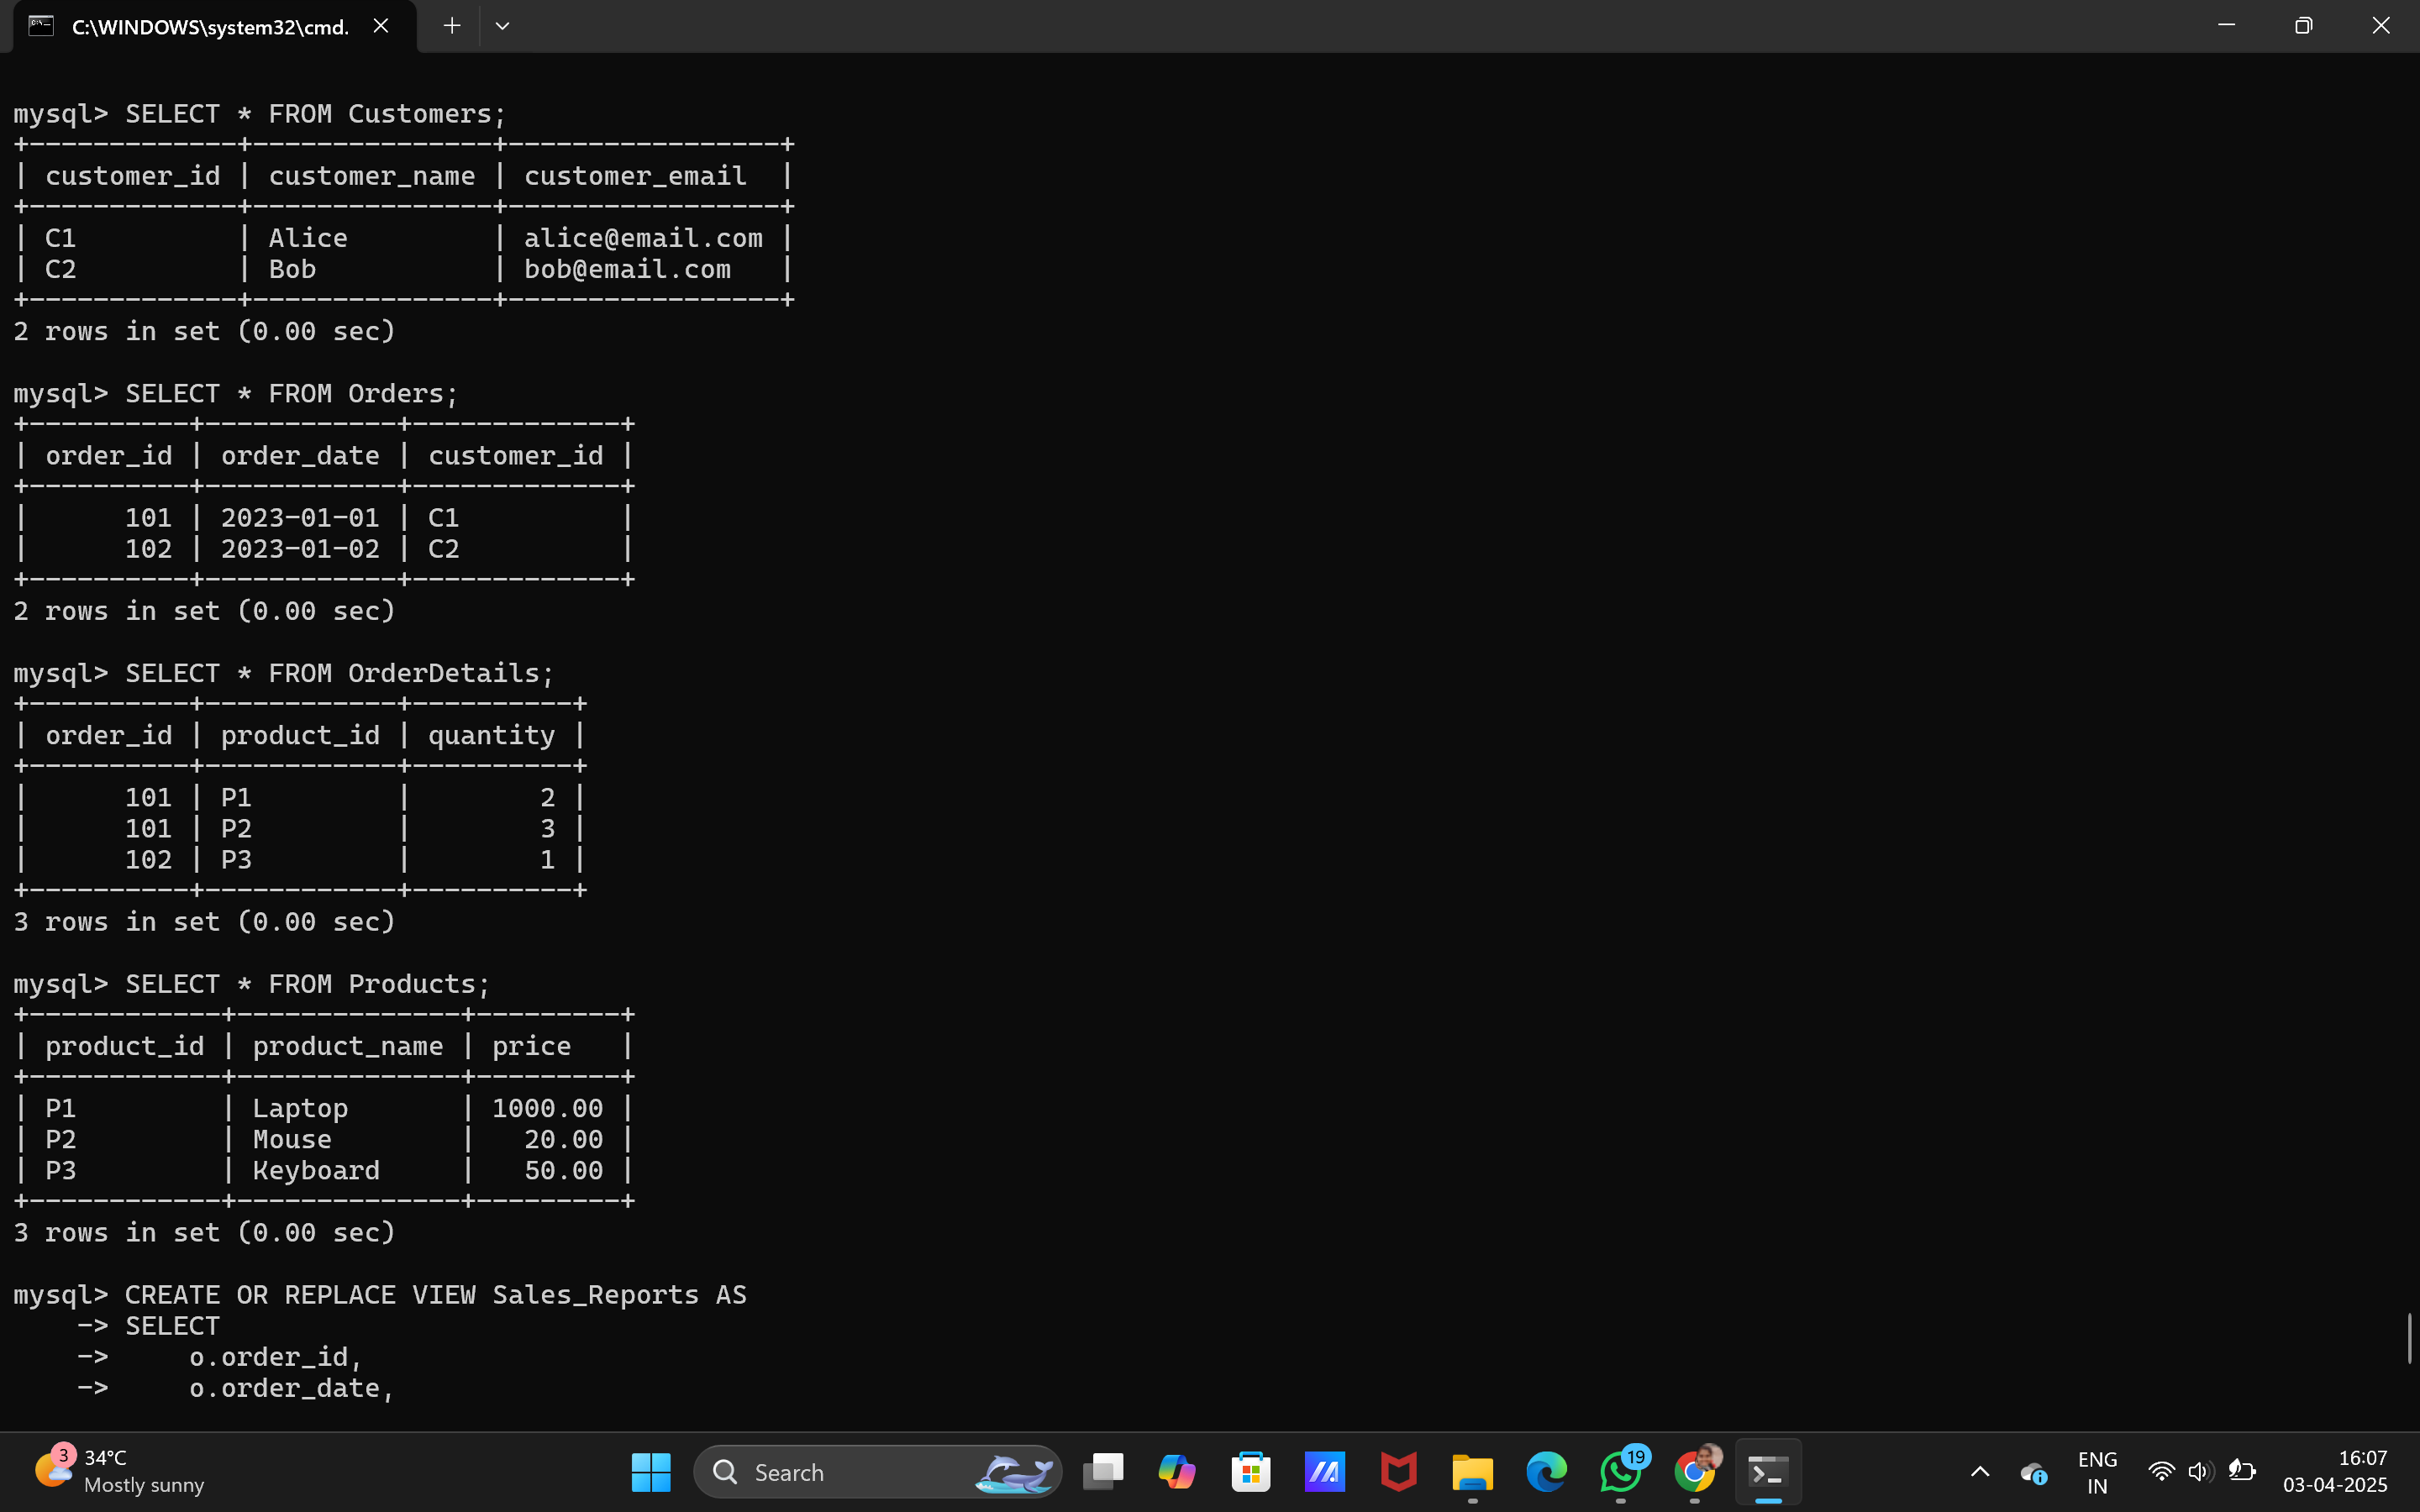 C:\WINDOWS\system32\cmd.
mysql> SELECT * FROM Customers;
+-------------+---------------+-----------------+
| customer_id | customer_name | customer_email  |
+-------------+---------------+-----------------+
| C1          | Alice         | alice@email.com |
| C2          | Bob           | bob@email.com   |
+-------------+---------------+-----------------+
2 rows in set (0.00 sec)
mysql> SELECT * FROM Orders;
+----------+------------+-------------+
| order_id | order_date | customer_id |
+----------+------------+-------------+
|      101 | 2023-01-01 | C1          |
|      102 | 2023-01-02 | C2          |
+----------+------------+-------------+
2 rows in set (0.00 sec)
mysql> SELECT * FROM OrderDetails;
+----------+------------+----------+
| order_id | product_id | quantity |
+----------+------------+----------+
|      101 | P1         |        2 |
|      101 | P2         |        3 |
|      102 | P3         |        1 |
+----------+------------+----------+
3 rows in set (0.00 sec)
mysql> SELECT * FROM Products;
+------------+--------------+---------+
| product_id | product_name | price   |
+------------+--------------+---------+
| P1         | Laptop       | 1000.00 |
| P2         | Mouse        |   20.00 |
| P3         | Keyboard     |   50.00 |
+------------+--------------+---------+
3 rows in set (0.00 sec)
mysql> CREATE OR REPLACE VIEW Sales_Reports AS
    -> SELECT
    ->     o.order_id,
    ->     o.order_date,
3
34°C
Mostly sunny
Search
19
ENG
IN
16:07
03-04-2025